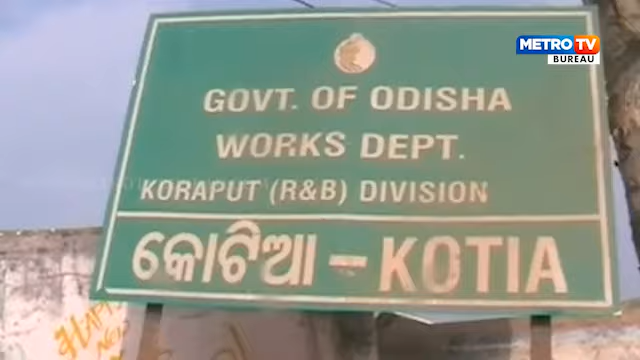 METRO TV
BUREAU
GOVT. OF ODISHA
WORKS DEPT.
KORAPUT (R&B) DIVISION
କୋଟିଆ - KOTIA